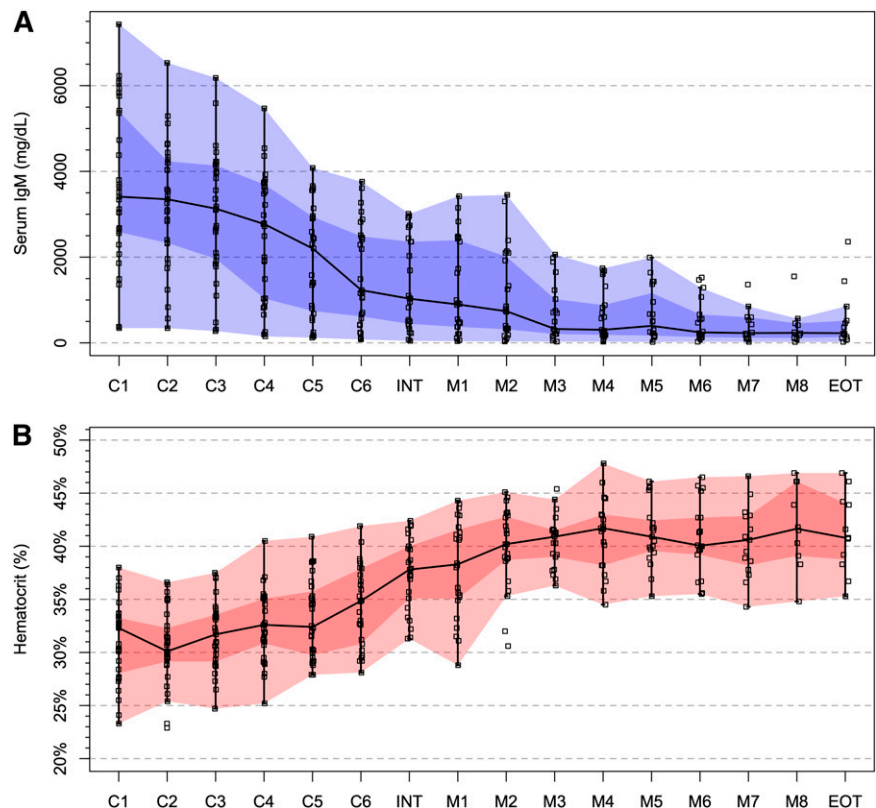 A
Serum IgM (mg/dL)
6000
4000
2000
0
C1 C2 C3 C4 C5 C6 INT M1 M2 M3 M4 M5 M6 M7 M8 EOT
B
Hematocrit (%)
50%
45%
40%
35%
30%
25%
20%
C1 C2 C3 C4 C5 C6 INT M1 M2 M3 M4 M5 M6 M7 M8 EOT